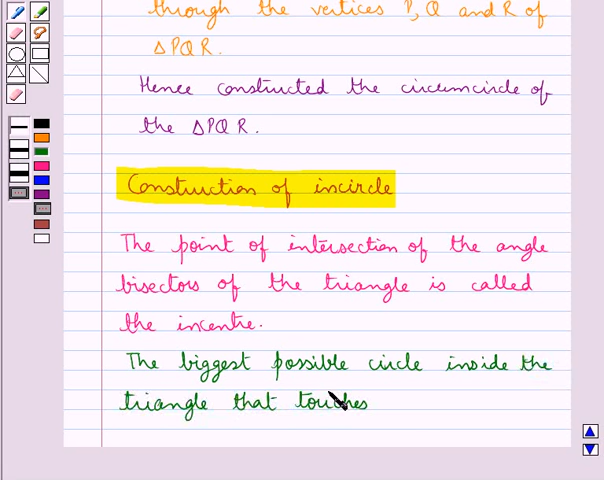 through the vertices P, Q and R of
△PQR.
Hence constructed the circumcircle of
the △PQR.
Construction of incircle
The point of intersection of the angle
bisectors of the triangle is called
the incentre.
The biggest possible circle inside the
triangle that touches